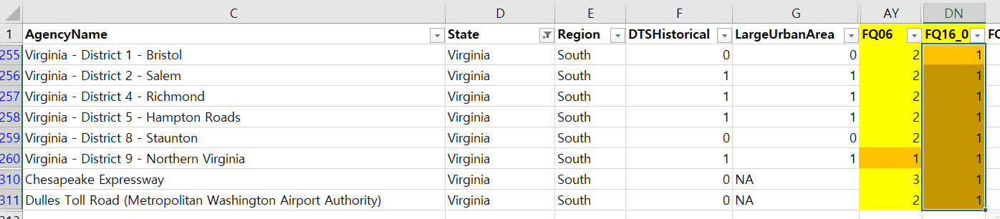 C D E F G AY DN
1 AgencyName State Region DTSHistorical LargeUrbanArea FQ06 FQ16_0 FC
255 Virginia - District 1 - Bristol Virginia South 0 0 2 1
256 Virginia - District 2 - Salem Virginia South 1 1 2 1
257 Virginia - District 4 - Richmond Virginia South 1 1 2 1
258 Virginia - District 5 - Hampton Roads Virginia South 1 1 2 1
259 Virginia - District 8 - Staunton Virginia South 0 0 2 1
260 Virginia - District 9 - Northern Virginia Virginia South 1 1 1 1
310 Chesapeake Expressway Virginia South 0 NA 3 1
311 Dulles Toll Road (Metropolitan Washington Airport Authority) Virginia South 0 NA 2 1